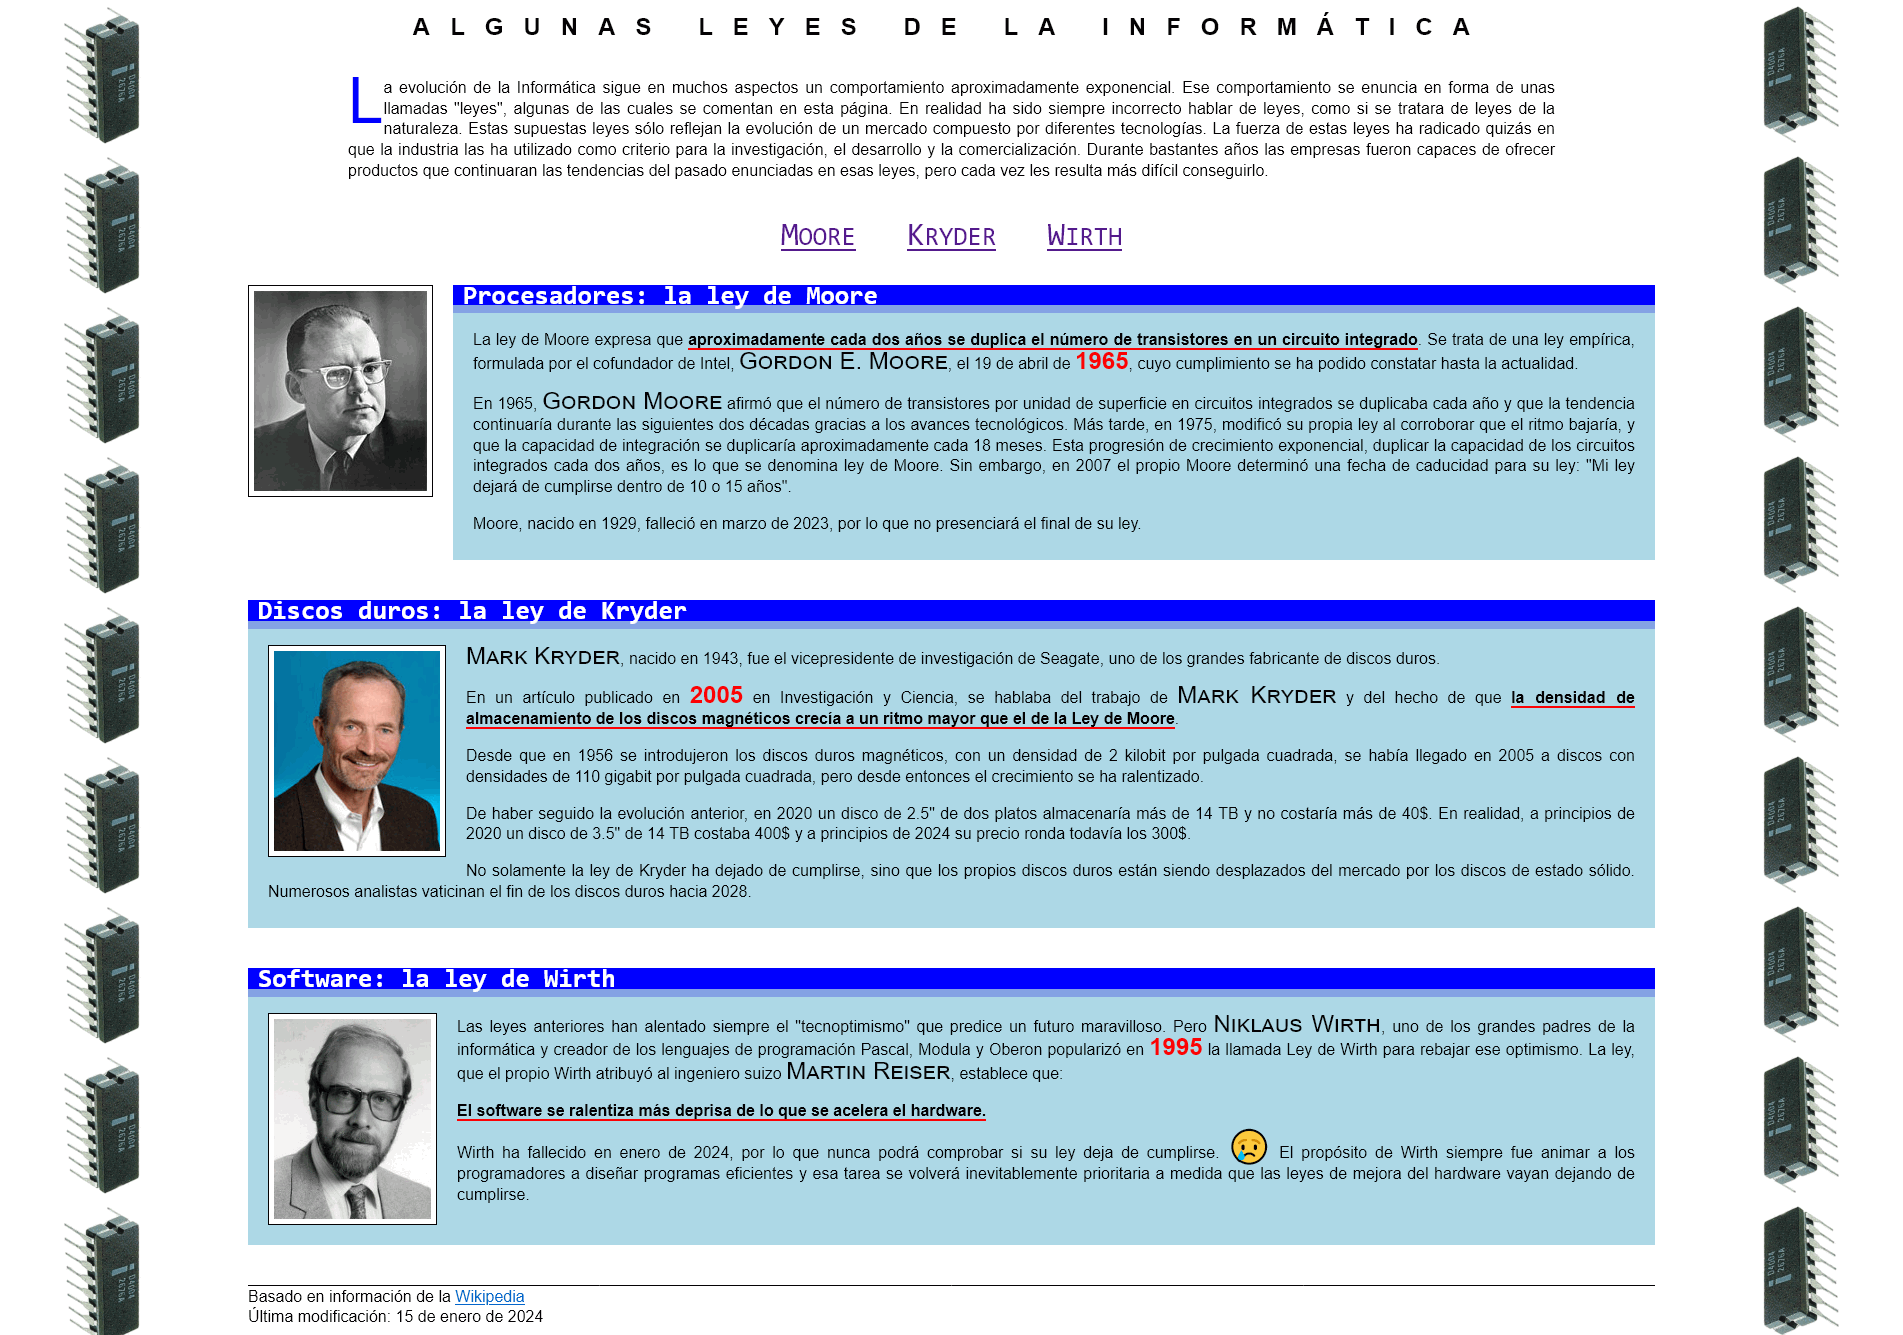 ALGUNAS LEYES DE LA INFORMÁTICA
La evolución de la Informática sigue en muchos aspectos un comportamiento aproximadamente exponencial. Ese comportamiento se enuncia en forma de unas
llamadas "leyes", algunas de las cuales se comentan en esta página. En realidad ha sido siempre incorrecto hablar de leyes, como si se tratara de leyes de la
naturaleza. Estas supuestas leyes sólo reflejan la evolución de un mercado compuesto por diferentes tecnologías. La fuerza de estas leyes ha radicado quizás en
que la industria las ha utilizado como criterio para la investigación, el desarrollo y la comercialización. Durante bastantes años las empresas fueron capaces de ofrecer
productos que continuaran las tendencias del pasado enunciadas en esas leyes, pero cada vez les resulta más difícil conseguirlo.
Moore Kryder Wirth
Procesadores: la ley de Moore
La ley de Moore expresa que aproximadamente cada dos años se duplica el número de transistores en un circuito integrado. Se trata de una ley empírica,
formulada por el cofundador de Intel, Gordon E. Moore, el 19 de abril de 1965, cuyo cumplimiento se ha podido constatar hasta la actualidad.
En 1965, Gordon Moore afirmó que el número de transistores por unidad de superficie en circuitos integrados se duplicaba cada año y que la tendencia
continuaría durante las siguientes dos décadas gracias a los avances tecnológicos. Más tarde, en 1975, modificó su propia ley al corroborar que el ritmo bajaría, y
que la capacidad de integración se duplicaría aproximadamente cada 18 meses. Esta progresión de crecimiento exponencial, duplicar la capacidad de los circuitos
integrados cada dos años, es lo que se denomina ley de Moore. Sin embargo, en 2007 el propio Moore determinó una fecha de caducidad para su ley: "Mi ley
dejará de cumplirse dentro de 10 o 15 años".
Moore, nacido en 1929, falleció en marzo de 2023, por lo que no presenciará el final de su ley.
Discos duros: la ley de Kryder
Mark Kryder, nacido en 1943, fue el vicepresidente de investigación de Seagate, uno de los grandes fabricante de discos duros.
En un artículo publicado en 2005 en Investigación y Ciencia, se hablaba del trabajo de Mark Kryder y del hecho de que la densidad de
almacenamiento de los discos magnéticos crecía a un ritmo mayor que el de la Ley de Moore.
Desde que en 1956 se introdujeron los discos duros magnéticos, con un densidad de 2 kilobit por pulgada cuadrada, se había llegado en 2005 a discos con
densidades de 110 gigabit por pulgada cuadrada, pero desde entonces el crecimiento se ha ralentizado.
De haber seguido la evolución anterior, en 2020 un disco de 2.5" de dos platos almacenaría más de 14 TB y no costaría más de 40$. En realidad, a principios de
2020 un disco de 3.5" de 14 TB costaba 400$ y a principios de 2024 su precio ronda todavía los 300$.
No solamente la ley de Kryder ha dejado de cumplirse, sino que los propios discos duros están siendo desplazados del mercado por los discos de estado sólido.
Numerosos analistas vaticinan el fin de los discos duros hacia 2028.
Software: la ley de Wirth
Las leyes anteriores han alentado siempre el "tecnoptimismo" que predice un futuro maravilloso. Pero Niklaus Wirth, uno de los grandes padres de la
informática y creador de los lenguajes de programación Pascal, Modula y Oberon popularizó en 1995 la llamada Ley de Wirth para rebajar ese optimismo. La ley,
que el propio Wirth atribuyó al ingeniero suizo Martin Reiser, establece que:
El software se ralentiza más deprisa de lo que se acelera el hardware.
Wirth ha fallecido en enero de 2024, por lo que nunca podrá comprobar si su ley deja de cumplirse. 😢 El propósito de Wirth siempre fue animar a los
programadores a diseñar programas eficientes y esa tarea se volverá inevitablemente prioritaria a medida que las leyes de mejora del hardware vayan dejando de
cumplirse.
Basado en información de la Wikipedia
Última modificación: 15 de enero de 2024